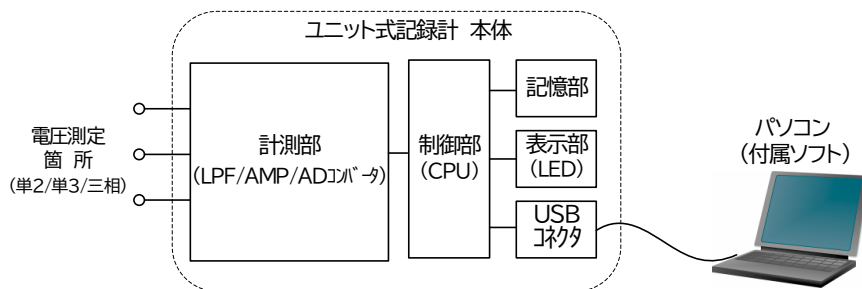 ユニット式記録計 本体
電圧測定
箇 所
(単2/単3/三相)
計測部
(LPF/AMP/ADｺﾝﾊﾞｰﾀ)
制御部
(CPU)
記憶部
表示部
(LED)
USB
ｺﾈｸﾀ
パソコン
(付属ソフト)